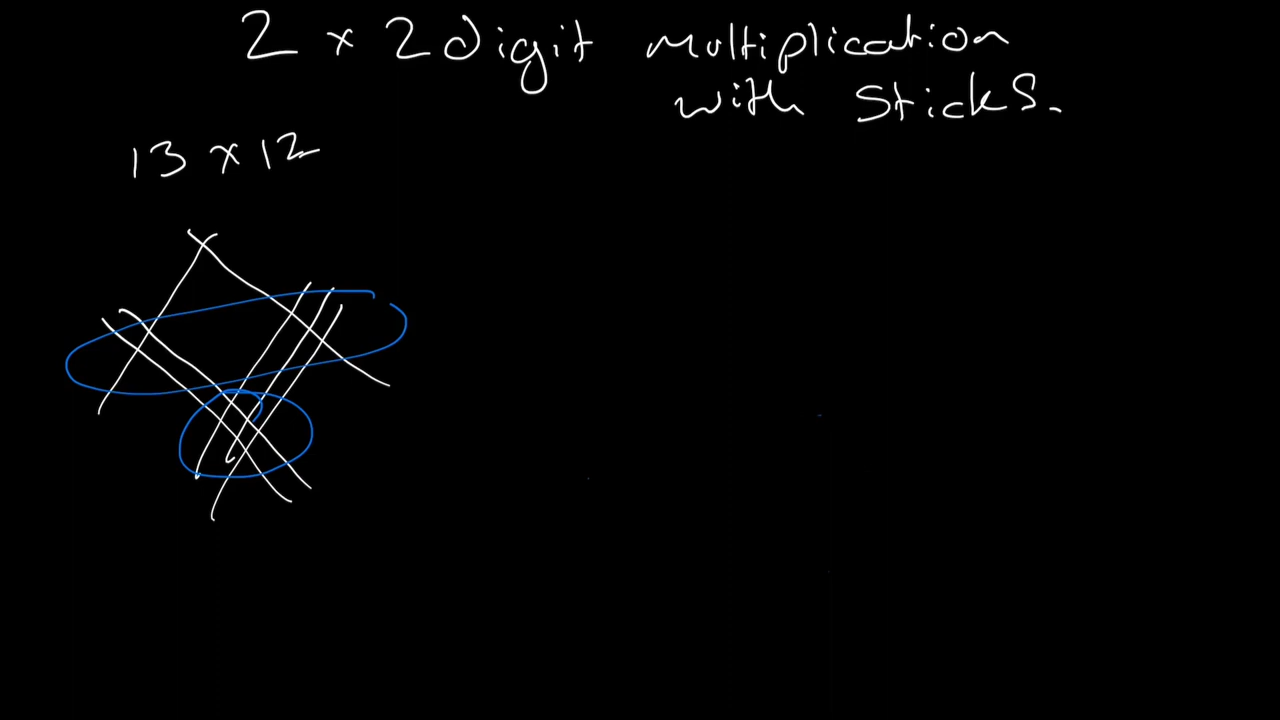 2 × 2 digit multiplication
with sticks.
13 × 12